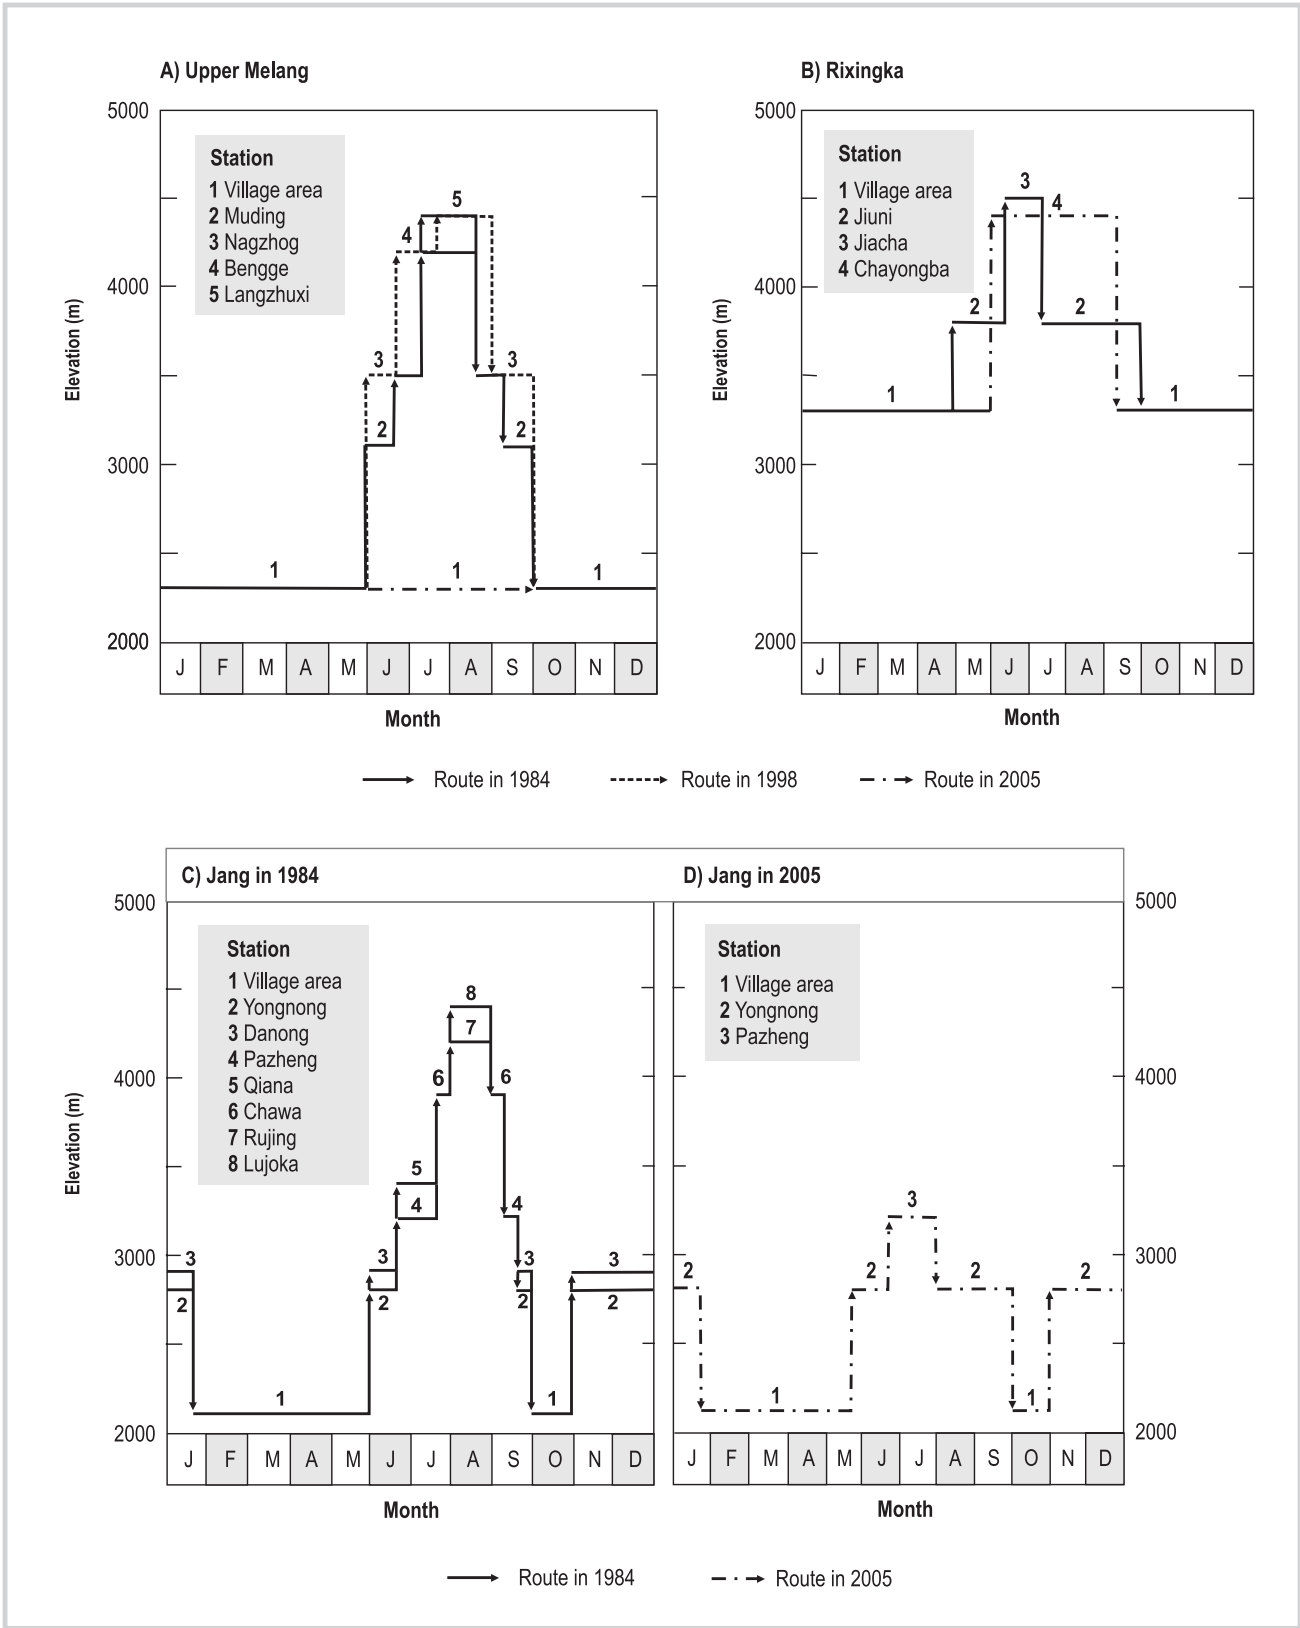 A) Upper Melang
B) Rixingka
5000
4000
3000
2000
Elevation (m)
Station
1 Village area
2 Muding
3 Nagzhog
4 Bengge
5 Langzhuxi
5
4
3
3
2
2
1
1
1
J F M A M J J A S O N D
Month
5000
4000
3000
2000
Elevation (m)
Station
1 Village area
2 Jiuni
3 Jiacha
4 Chayongba
3
4
2
2
1
1
J F M A M J J A S O N D
Month
Route in 1984
Route in 1998
Route in 2005
C) Jang in 1984
D) Jang in 2005
5000
4000
3000
2000
Elevation (m)
Station
1 Village area
2 Yongnong
3 Danong
4 Pazheng
5 Qiana
6 Chawa
7 Rujing
8 Lujoka
8
7
6
6
5
4
4
3
3
3
3
2
2
2
2
1
1
J F M A M J J A S O N D
Month
Station
1 Village area
2 Yongnong
3 Pazheng
3
2
2
2
2
1
1
5000
4000
3000
2000
J F M A M J J A S O N D
Month
Route in 1984
Route in 2005